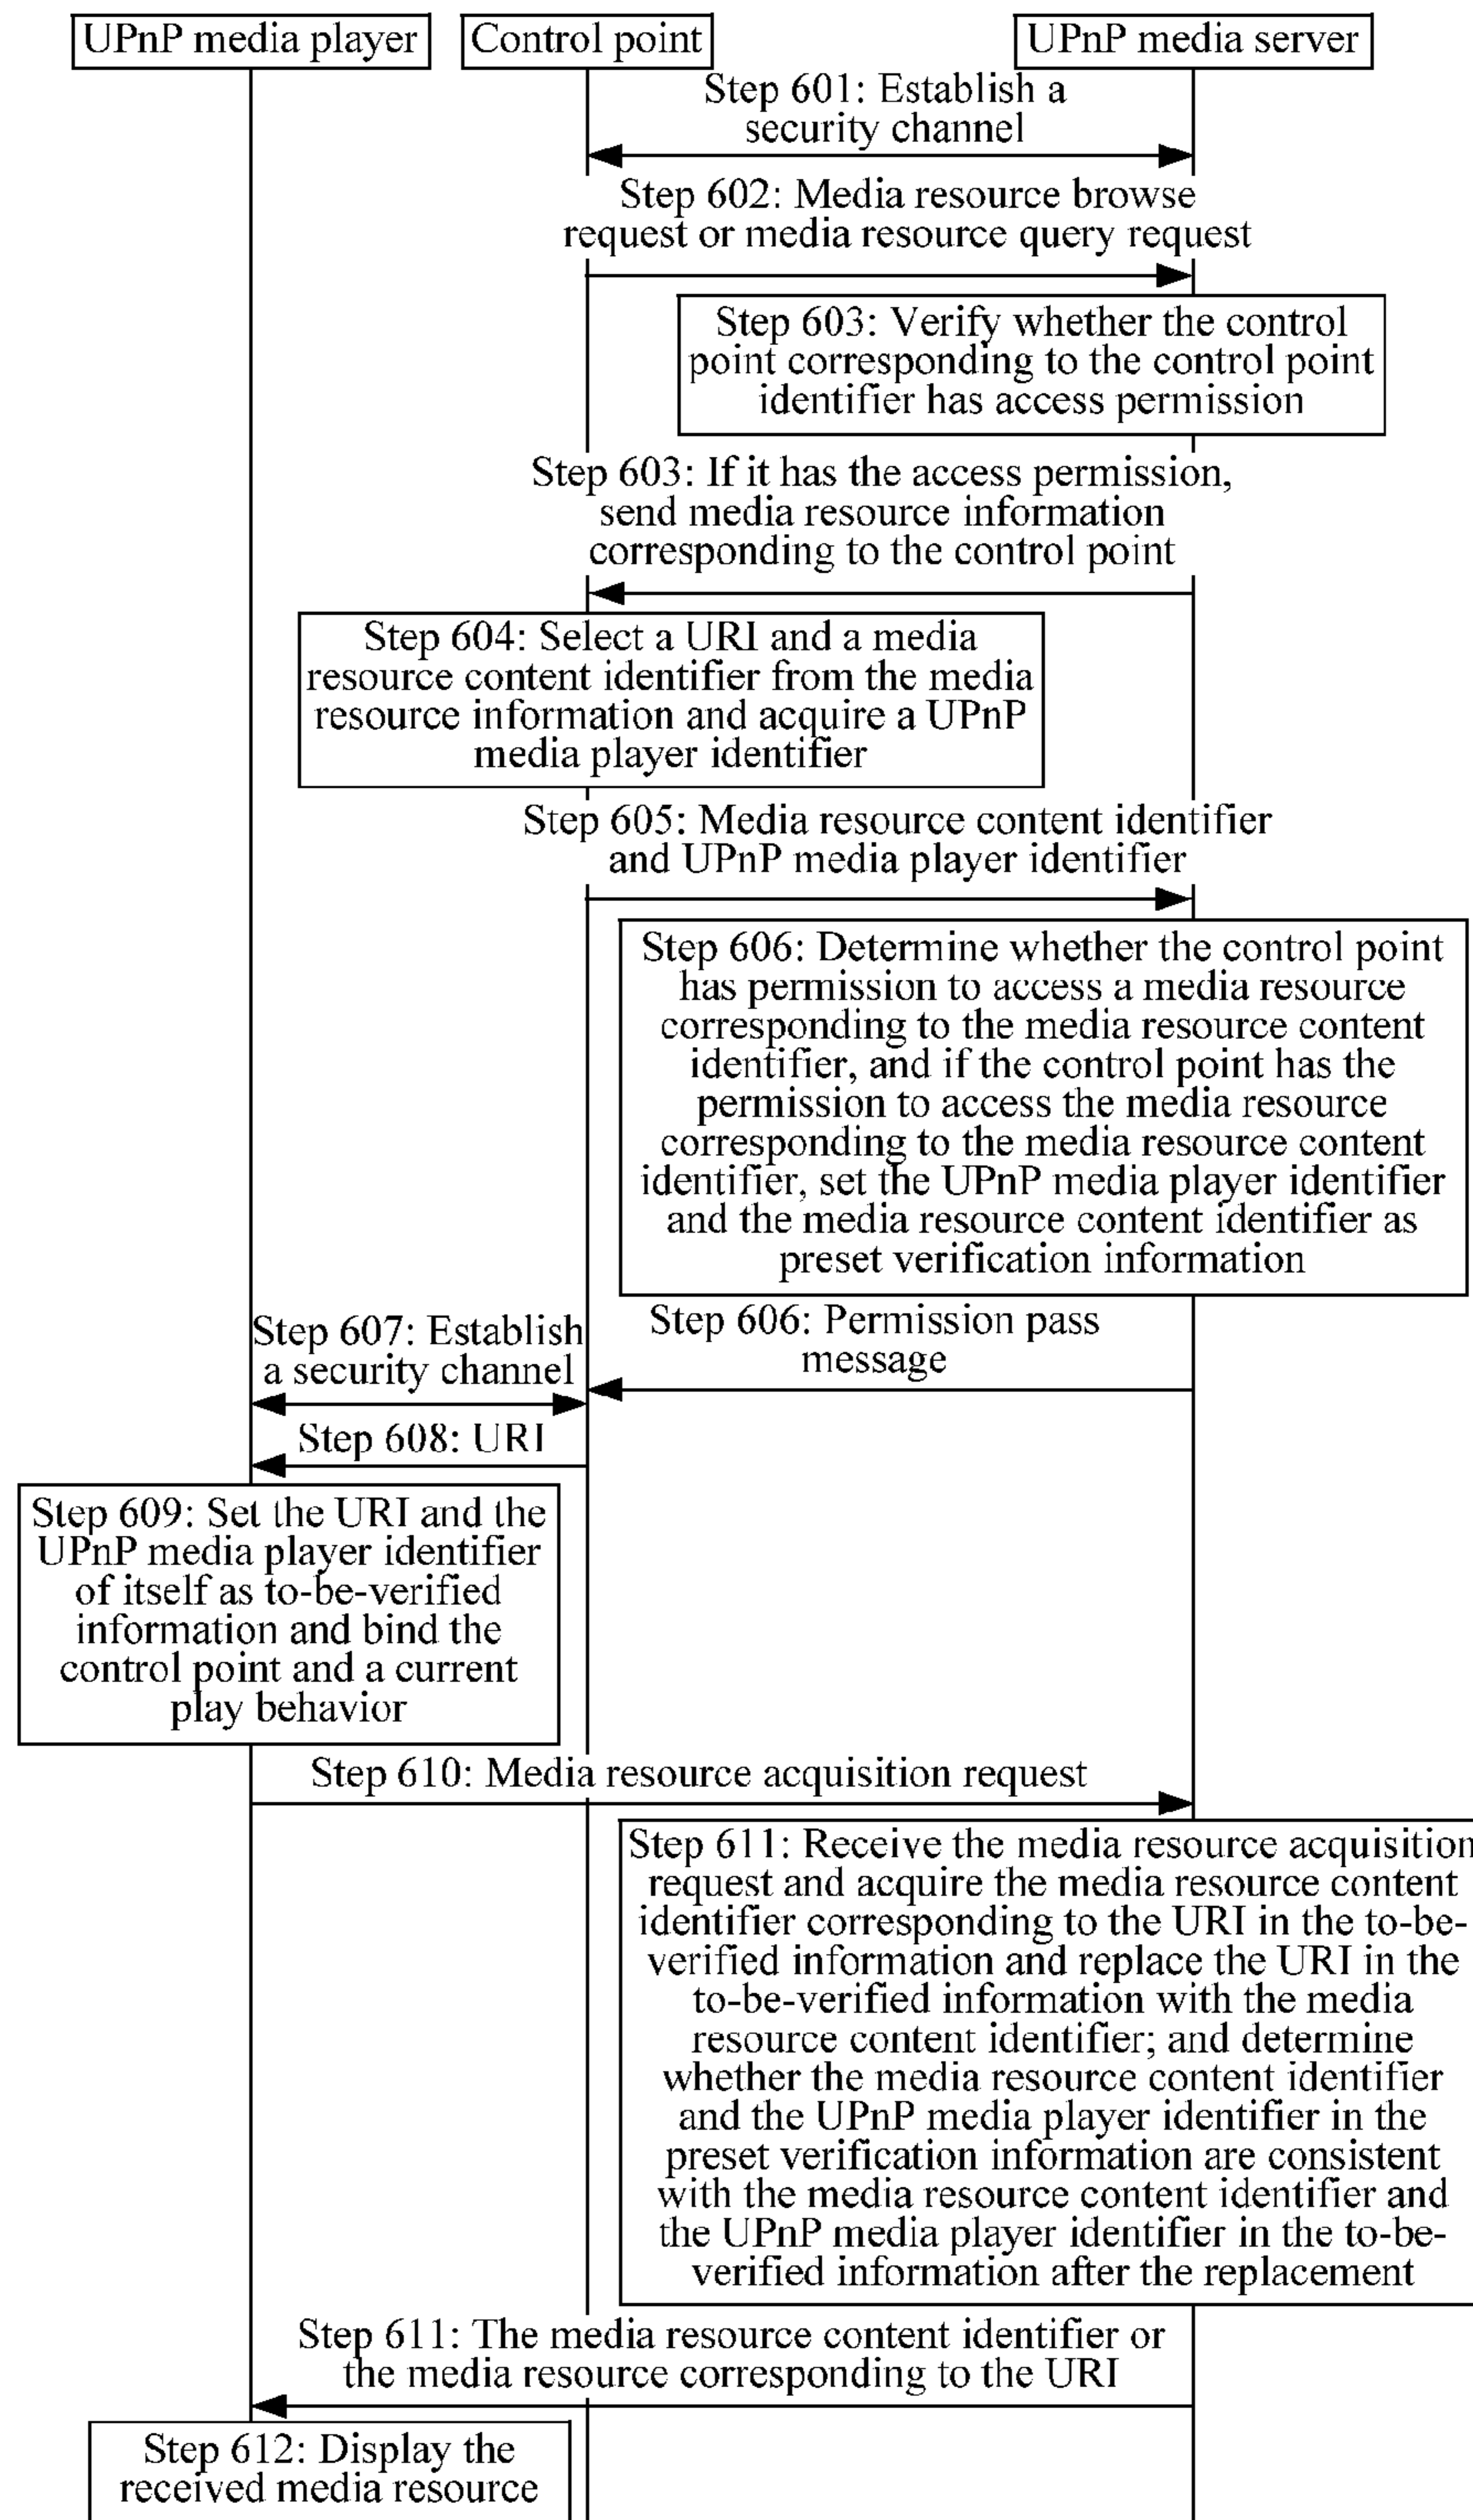 UPnP media player
Control point
UPnP media server
Step 601: Establish a
security channel
Step 602: Media resource browse
request or media resource query request
Step 603: Verify whether the control
point corresponding to the control point
identifier has access permission
Step 603: If it has the access permission,
send media resource information
corresponding to the control point
Step 604: Select a URI and a media
resource content identifier from the media
resource information and acquire a UPnP
media player identifier
Step 605: Media resource content identifier
and UPnP media player identifier
Step 606: Determine whether the control point
has permission to access a media resource
corresponding to the media resource content
identifier, and if the control point has the
permission to access the media resource
corresponding to the media resource content
identifier, set the UPnP media player identifier
and the media resource content identifier as
preset verification information
Step 606: Permission pass
message
Step 607: Establish
a security channel
Step 608: URI
Step 609: Set the URI and the
UPnP media player identifier
of itself as to-be-verified
information and bind the
control point and a current
play behavior
Step 610: Media resource acquisition request
Step 611: Receive the media resource acquisition
request and acquire the media resource content
identifier corresponding to the URI in the to-be-
verified information and replace the URI in the
to-be-verified information with the media
resource content identifier; and determine
whether the media resource content identifier
and the UPnP media player identifier in the
preset verification information are consistent
with the media resource content identifier and
the UPnP media player identifier in the to-be-
verified information after the replacement
Step 611: The media resource content identifier or
the media resource corresponding to the URI
Step 612: Display the
received media resource